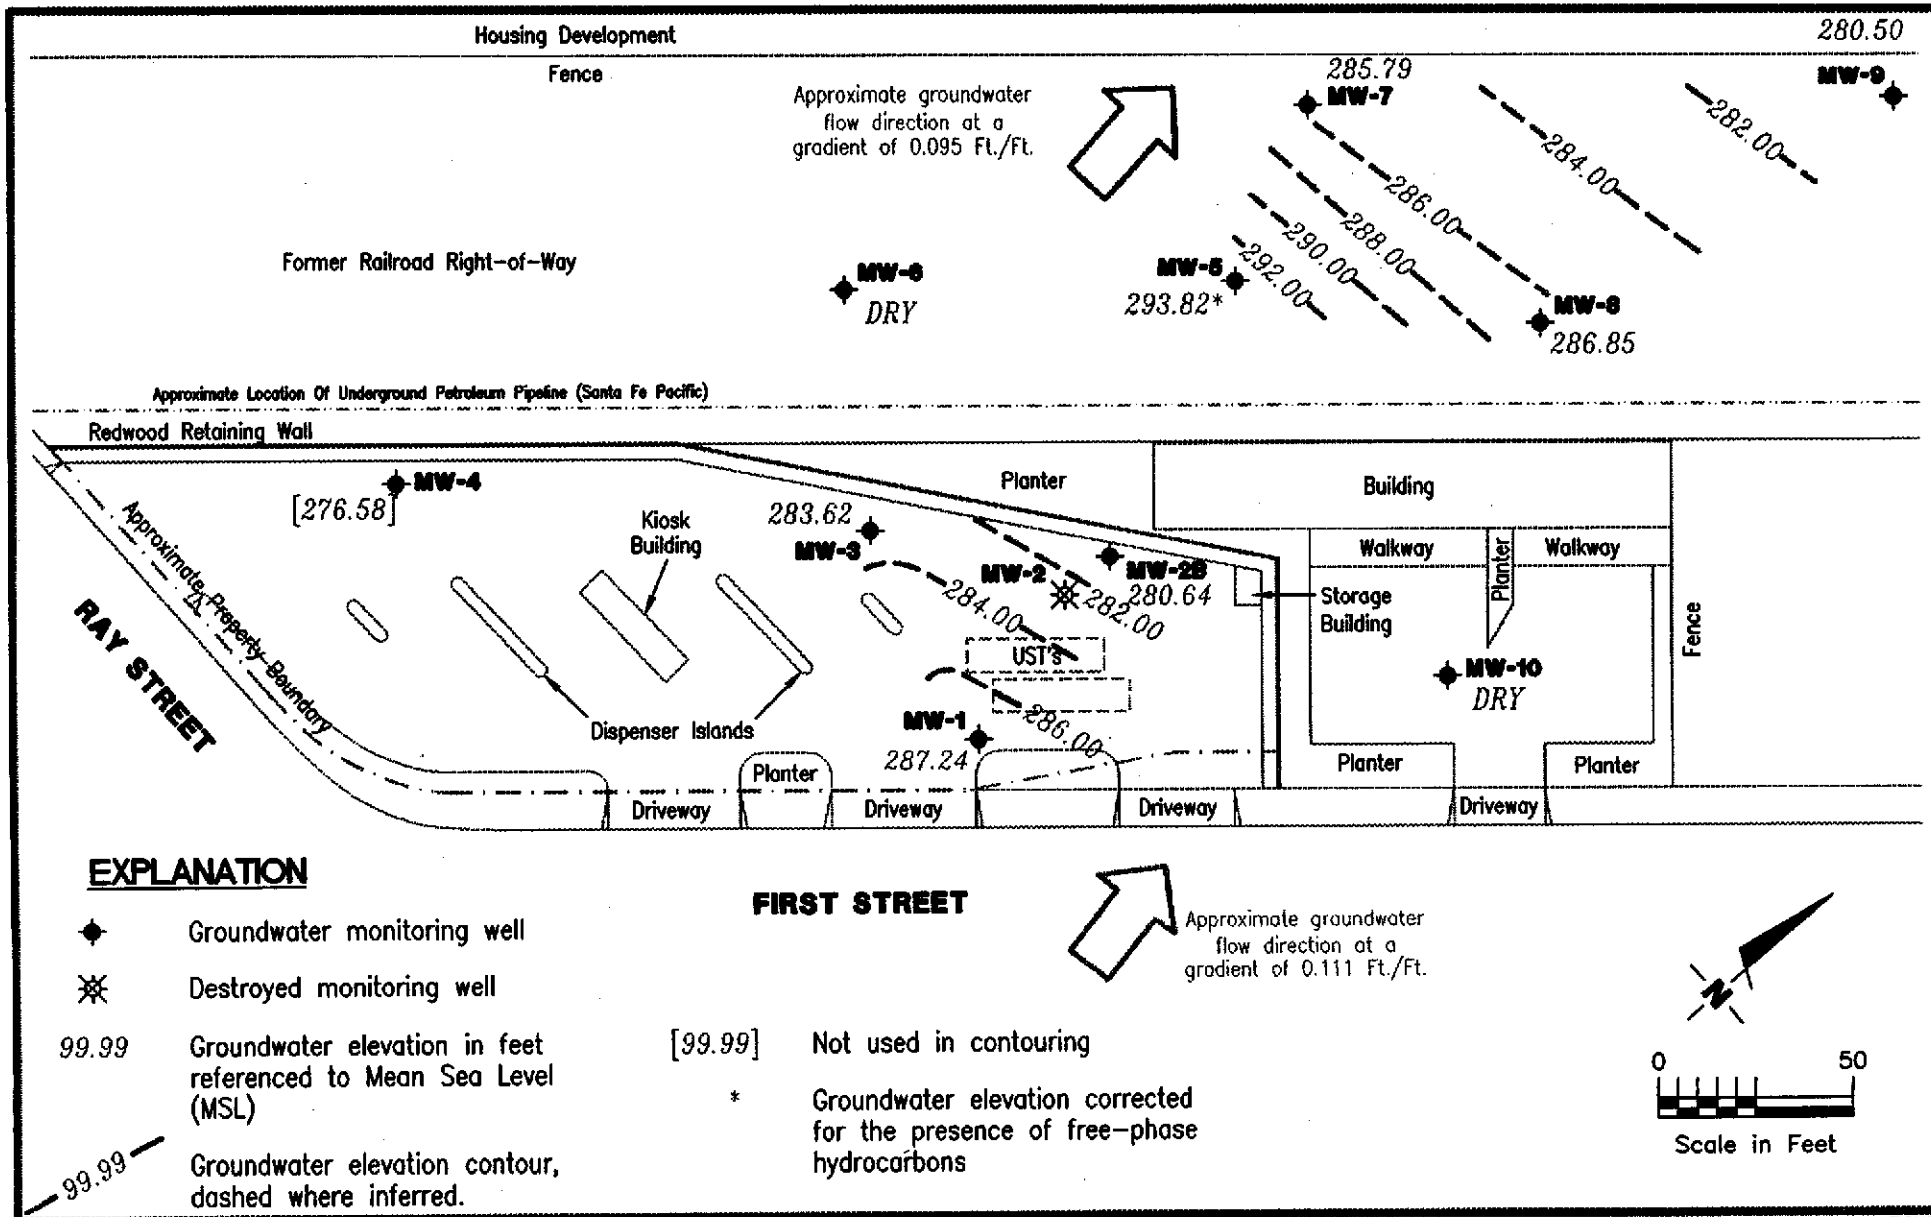 Housing Development
280.50
Fence
285.79
MW-9
MW-7
Approximate groundwater
flow direction at a
gradient of 0.095 Ft./Ft.
282.00
284.00
286.00
288.00
290.00
292.00
Former Railroad Right-of-Way
MW-6
DRY
MW-5
293.82*
MW-8
286.85
Approximate Location Of Underground Petroleum Pipeline (Santa Fe Pacific)
Redwood Retaining Wall
MW-4
[276.58]
Planter
Building
283.62
MW-3
Kiosk
Building
Walkway
Planter
Walkway
MW-2
MW-2B
280.64
282.00
284.00
Storage
Building
Fence
Approximate Property Boundary
RAY STREET
UST's
MW-10
DRY
Dispenser Islands
MW-1
287.24
286.00
Planter
Planter
Planter
Driveway
Driveway
Driveway
Driveway
EXPLANATION
Groundwater monitoring well
Destroyed monitoring well
99.99
Groundwater elevation in feet
referenced to Mean Sea Level
(MSL)
99.99
Groundwater elevation contour,
dashed where inferred.
FIRST STREET
Approximate groundwater
flow direction at a
gradient of 0.111 Ft./Ft.
[99.99]
Not used in contouring
*
Groundwater elevation corrected
for the presence of free-phase
hydrocarbons
N
0 50
Scale in Feet